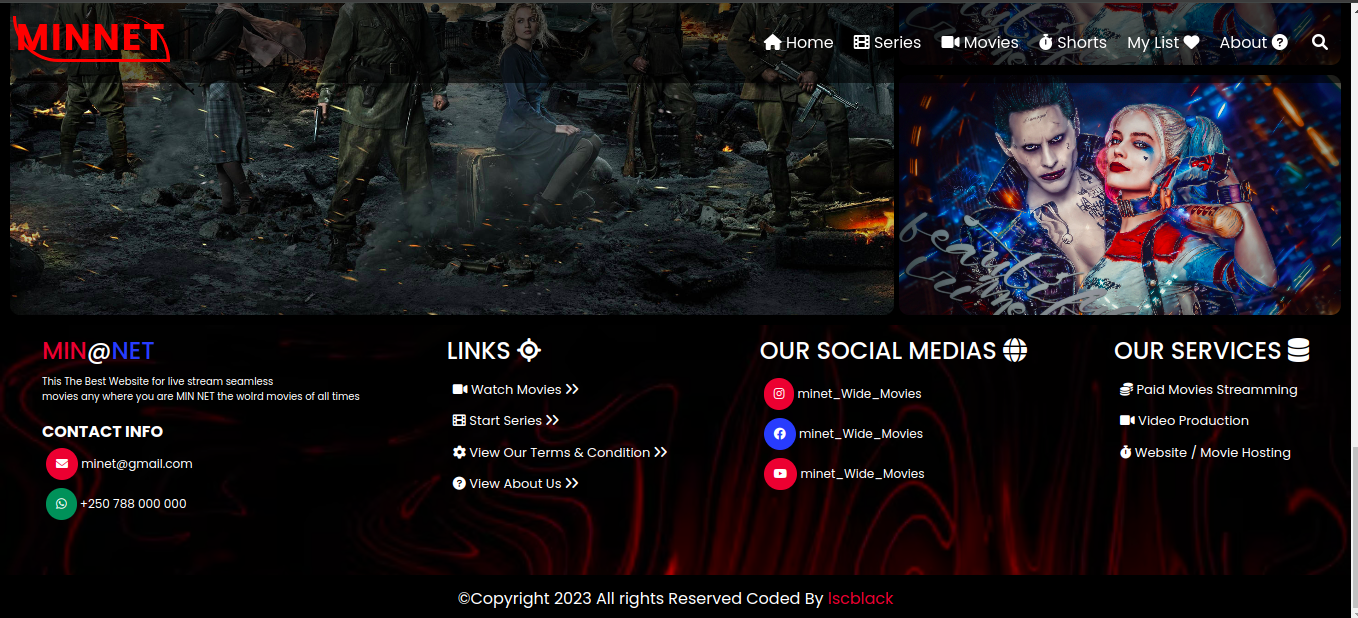 MINNET
Home Series Movies Shorts My List About
MIN@NET
This The Best Website for live stream seamless
movies any where you are MIN NET the wolrd movies of all times
CONTACT INFO
minet@gmail.com
+250 788 000 000
LINKS
Watch Movies
Start Series
View Our Terms & Condition
View About Us
OUR SOCIAL MEDIAS
minet_Wide_Movies
minet_Wide_Movies
minet_Wide_Movies
OUR SERVICES
Paid Movies Streamming
Video Production
Website / Movie Hosting
©Copyright 2023 All rights Reserved Coded By lscblack